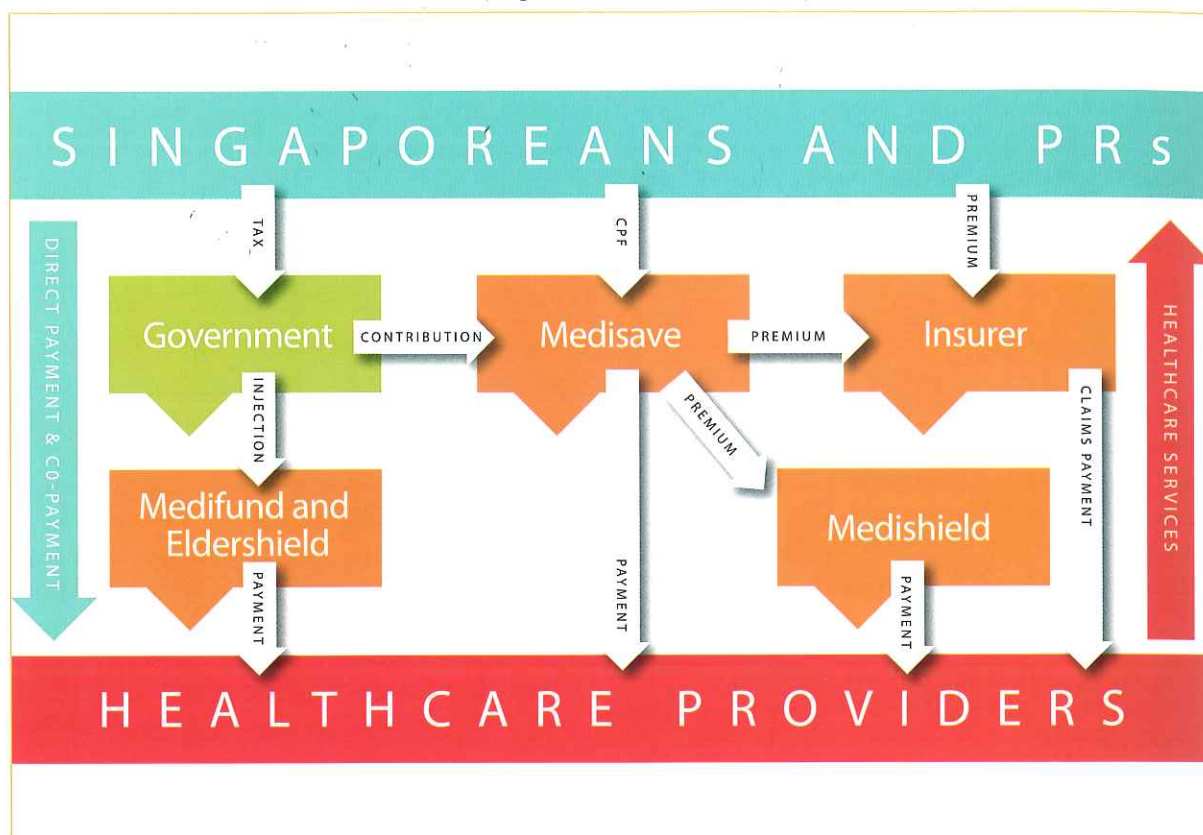 SINGAPOREANS AND PRs
TAX
CPF
PREMIUM
DIRECT PAYMENT & C0-PAYMENT
HEALTHCARE SERVICES
Government
CONTRIBUTION
Medisave
PREMIUM
Insurer
INJECTION
PREMIUM
CLAIMS PAYMENT
Medifund and
Eldershield
Medishield
PAYMENT
PAYMENT
PAYMENT
HEALTHCARE PROVIDERS